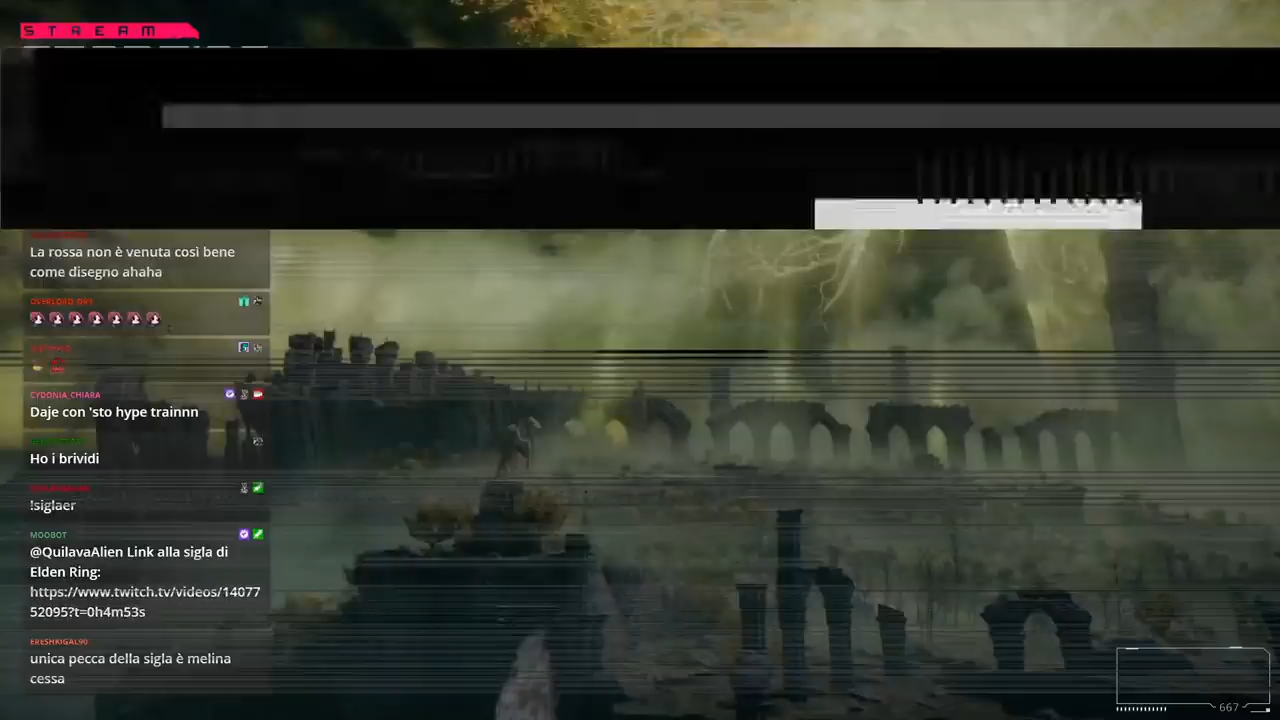 STREAM
La rossa non è venuta così bene
come disegno ahaha
OVERLORD_DRY
CYDONIA_CHIARA
Daje con 'sto hype trainnn
Ho i brividi
!siglaer
MOOBOT
@QuilavaAlien Link alla sigla di
Elden Ring:
https://www.twitch.tv/videos/14077
52095?t=0h4m53s
ERESHKIGAL90
unica pecca della sigla è melina
cessa
667